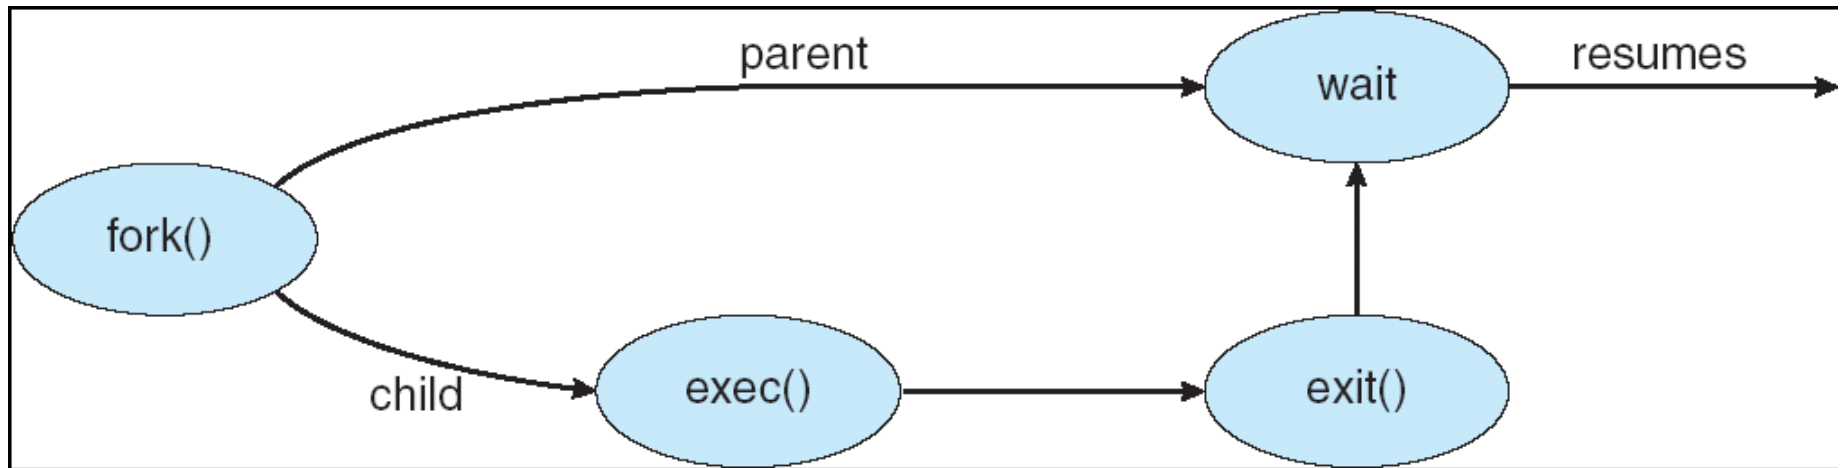 parent
wait
resumes
fork()
child
exec()
exit()